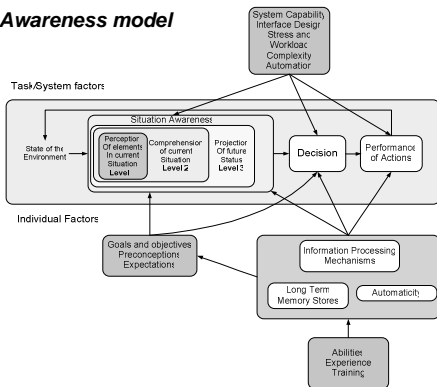 Awareness model
System Capability
Interface Design
Stress and
Workload
Complexity
Automation
Task/System factors
Situation Awareness
State of the
Environment
Perception
Of elements
In current
Situation
Level
Comprehension
of current
Situation
Level 2
Projection
Of future
Status
Level 3
Decision
Performance
of Actions
Individual Factors
Goals and objectives
Preconceptions
Expectations
Information Processing
Mechanisms
Long Term
Memory Stores
Automaticity
Abilities
Experience
Training